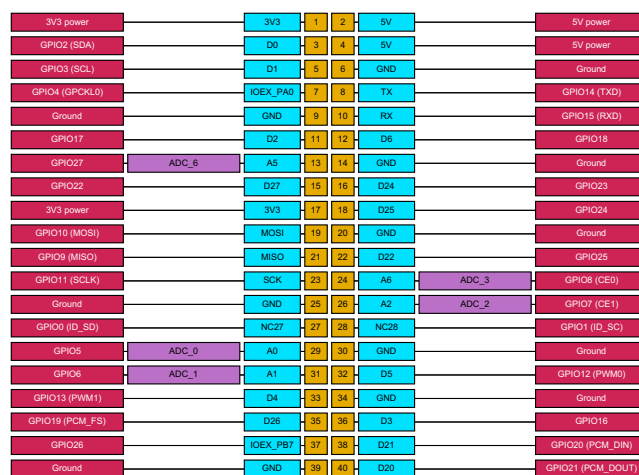 3V3 power 3V3 1 2 5V 5V power
GPIO2 (SDA) D0 3 4 5V 5V power
GPIO3 (SCL) D1 5 6 GND Ground
GPIO4 (GPCKL0) IOEX_PA0 7 8 TX GPIO14 (TXD)
Ground GND 9 10 RX GPIO15 (RXD)
GPIO17 D2 11 12 D6 GPIO18
GPIO27 ADC_6 A5 13 14 GND Ground
GPIO22 D27 15 16 D24 GPIO23
3V3 power 3V3 17 18 D25 GPIO24
GPIO10 (MOSI) MOSI 19 20 GND Ground
GPIO9 (MISO) MISO 21 22 D22 GPIO25
GPIO11 (SCLK) SCK 23 24 A6 ADC_3 GPIO8 (CE0)
Ground GND 25 26 A2 ADC_2 GPIO7 (CE1)
GPIO0 (ID_SD) NC27 27 28 NC28 GPIO1 (ID_SC)
GPIO5 ADC_0 A0 29 30 GND Ground
GPIO6 ADC_1 A1 31 32 D5 GPIO12 (PWM0)
GPIO13 (PWM1) D4 33 34 GND Ground
GPIO19 (PCM_FS) D26 35 36 D3 GPIO16
GPIO26 IOEX_PB7 37 38 D21 GPIO20 (PCM_DIN)
Ground GND 39 40 D20 GPIO21 (PCM_DOUT)